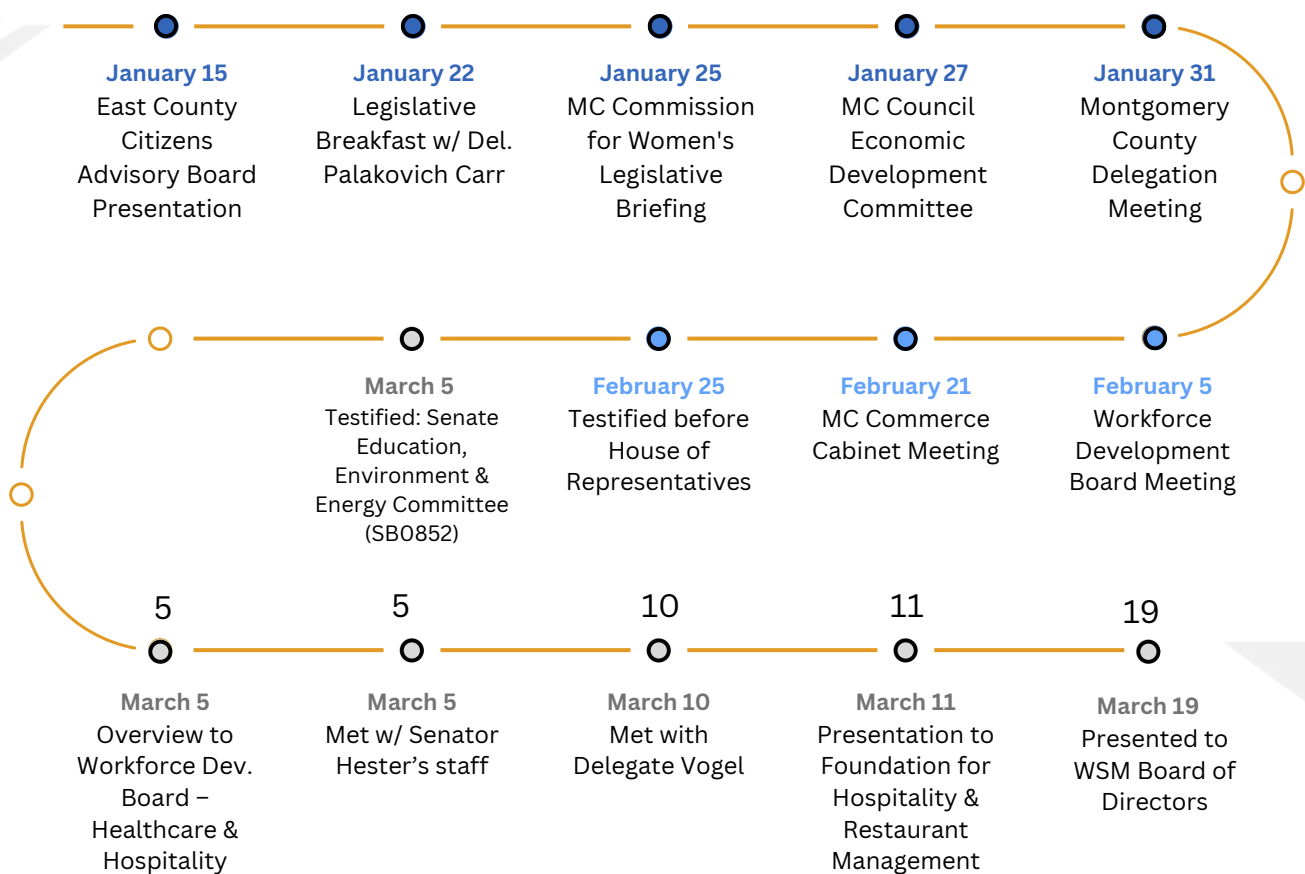 January 15
East County
Citizens
Advisory Board
Presentation
January 22
Legislative
Breakfast w/ Del.
Palakovich Carr
January 25
MC Commission
for Women's
Legislative
Briefing
January 27
MC Council
Economic
Development
Committee
January 31
Montgomery
County
Delegation
Meeting
February 5
Workforce
Development
Board Meeting
February 21
MC Commerce
Cabinet Meeting
February 25
Testified before
House of
Representatives
March 5
Testified: Senate
Education,
Environment &
Energy Committee
(SB0852)
5
March 5
Overview to
Workforce Dev.
Board –
Healthcare &
Hospitality
5
March 5
Met w/ Senator
Hester’s staff
10
March 10
Met with
Delegate Vogel
11
March 11
Presentation to
Foundation for
Hospitality &
Restaurant
Management
19
March 19
Presented to
WSM Board of
Directors